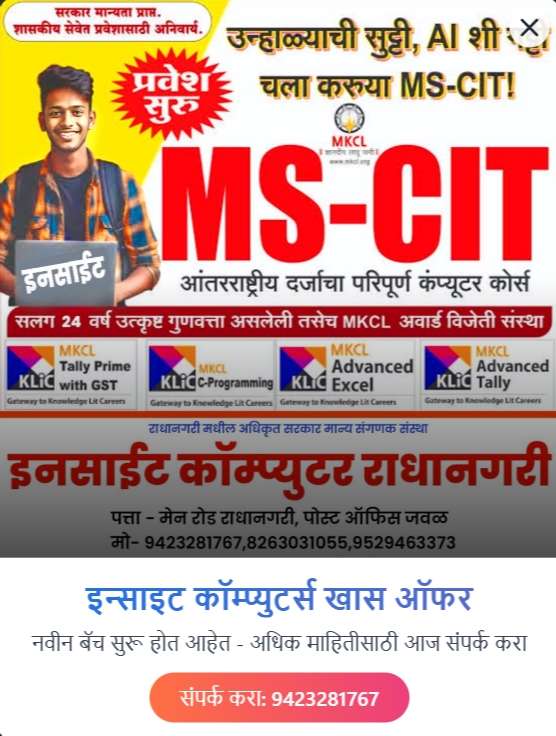 सरकार मान्यता प्राप्त.
शासकीय सेवेत प्रवेशासाठी अनिवार्य.
उन्हाळ्याची सुट्टी, AI शी
चला करुया MS-CIT!
प्रवेश
सुरु
MKCL
www.mkcl.org
MS-CIT
इनसाईट
आंतरराष्ट्रीय दर्जाचा परिपूर्ण कंप्यूटर कोर्स
सलग 24 वर्ष उत्कृष्ट गुणवत्ता असलेली तसेच MKCL अवार्ड विजेती संस्था
MKCL
KLiC Tally Prime
with GST
Gateway to Knowledge Lit Careers
MKCL
KLiC C-Programming
Gateway to Knowledge Lit Careers
MKCL
KLiC Advanced
Excel
Gateway to Knowledge Lit Careers
MKCL
KLiC Advanced
Tally
Gateway to Knowledge Lit Careers
राधानगरी मधील अधिकृत सरकार मान्य संगणक संस्था
इनसाईट कॉम्प्युटर राधानगरी
पत्ता - मेन रोड राधानगरी, पोस्ट ऑफिस जवळ
मो- 9423281767,8263031055,9529463373
इन्साइट कॉम्प्युटर्स खास ऑफर
नवीन बॅच सुरू होत आहेत - अधिक माहितीसाठी आज संपर्क करा
संपर्क करा: 9423281767